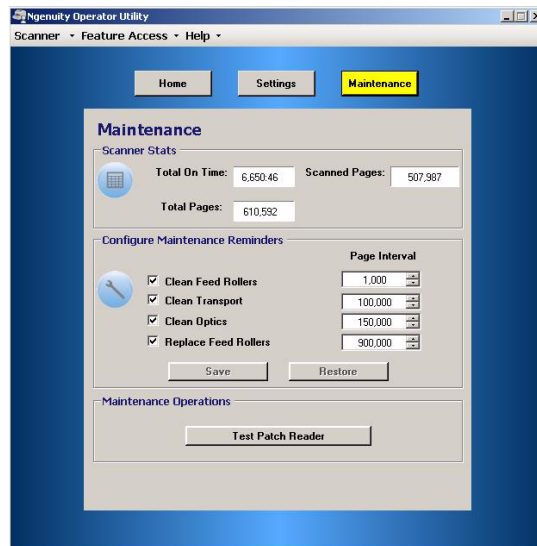 Ngenuity Operator Utility
Scanner Feature Access Help
Home Settings Maintenance
Maintenance
Scanner Stats
Total On Time: 6,650:46 Scanned Pages: 507,987
Total Pages: 610,592
Configure Maintenance Reminders
Page Interval
Clean Feed Rollers 1,000
Clean Transport 100,000
Clean Optics 150,000
Replace Feed Rollers 900,000
Save Restore
Maintenance Operations
Test Patch Reader